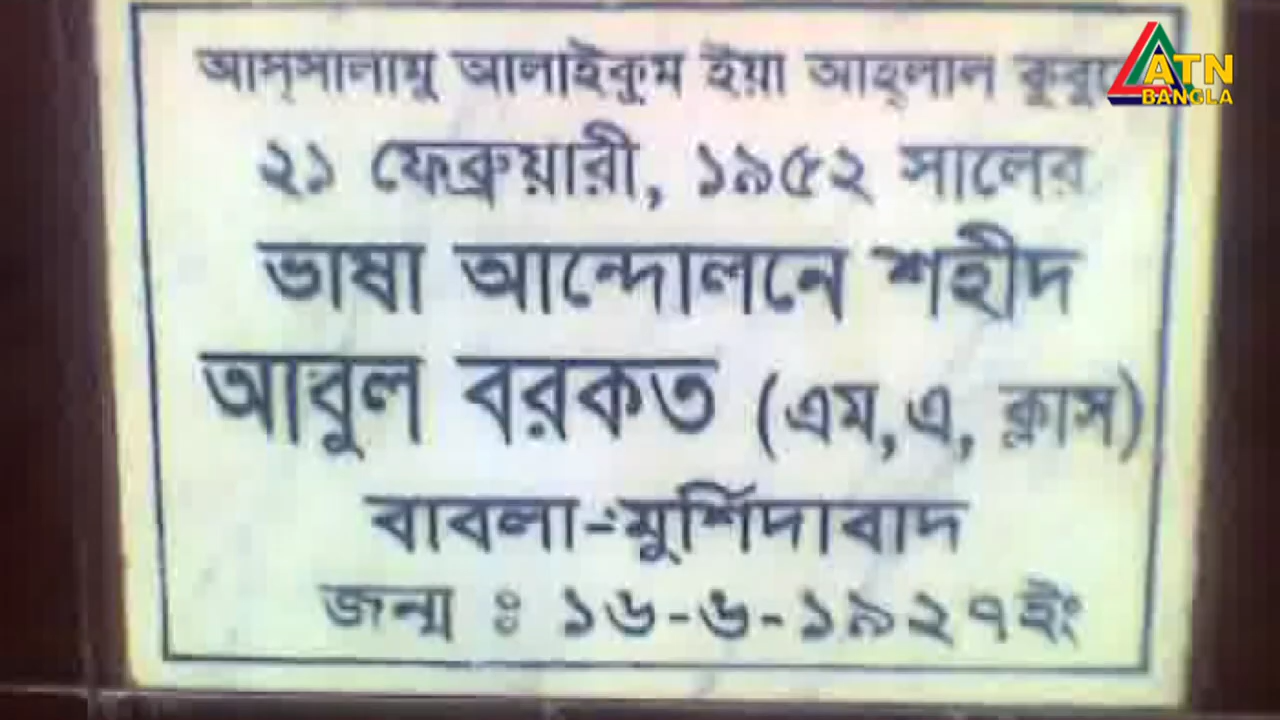 আস্‌সালামু আলাইকুম ইয়া আহ্‌লাল
২১ ফেব্রুয়ারী, ১৯৫২ সালের
ভাষা আন্দোলনে শহীদ
আবুল বরকত (এম,এ, ক্লাস)
বাবলা-মুর্শিদাবাদ
জন্ম ঃ ১৬-৬-১৯২৭ইং
ATN
BANGLA